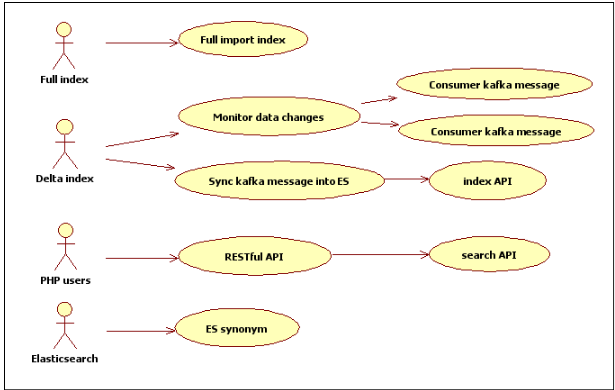 Full import index
Full index
Consumer kafka message
Monitor data changes
Consumer kafka message
Delta index
Sync kafka message into ES
index API
RESTful API
search API
PHP users
ES synonym
Elasticsearch